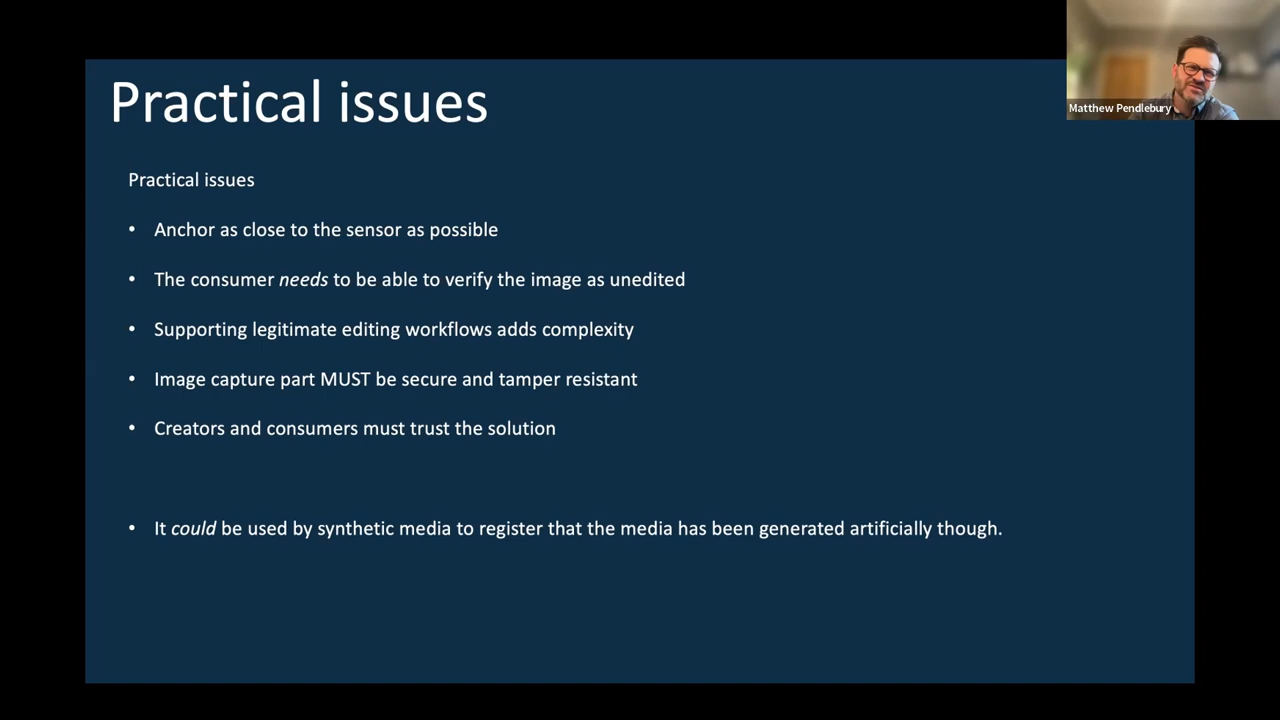 Practical issues
Matthew Pendlebury
Practical issues
• Anchor as close to the sensor as possible
• The consumer needs to be able to verify the image as unedited
• Supporting legitimate editing workflows adds complexity
• Image capture part MUST be secure and tamper resistant
• Creators and consumers must trust the solution
• It could be used by synthetic media to register that the media has been generated artificially though.